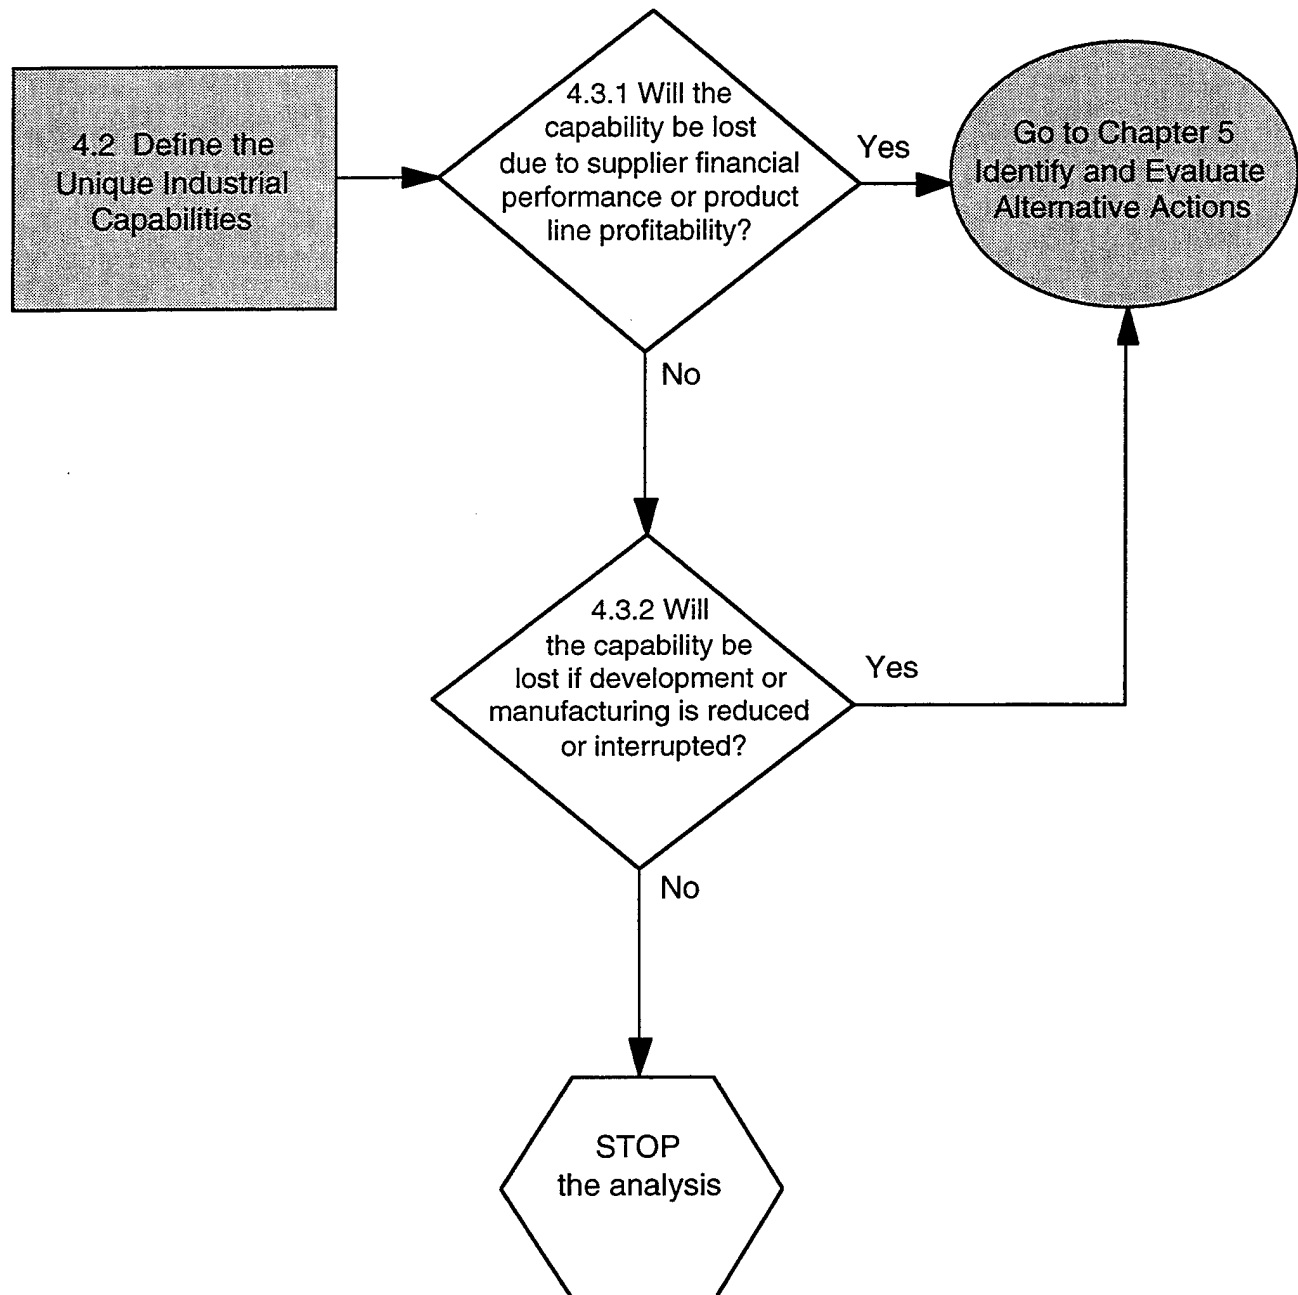 4.2 Define the
Unique Industrial
Capabilities
4.3.1 Will the
capability be lost
due to supplier financial
performance or product
line profitability?
Yes
Go to Chapter 5
Identify and Evaluate
Alternative Actions
No
4.3.2 Will
the capability be
lost if development or
manufacturing is reduced
or interrupted?
Yes
No
STOP
the analysis